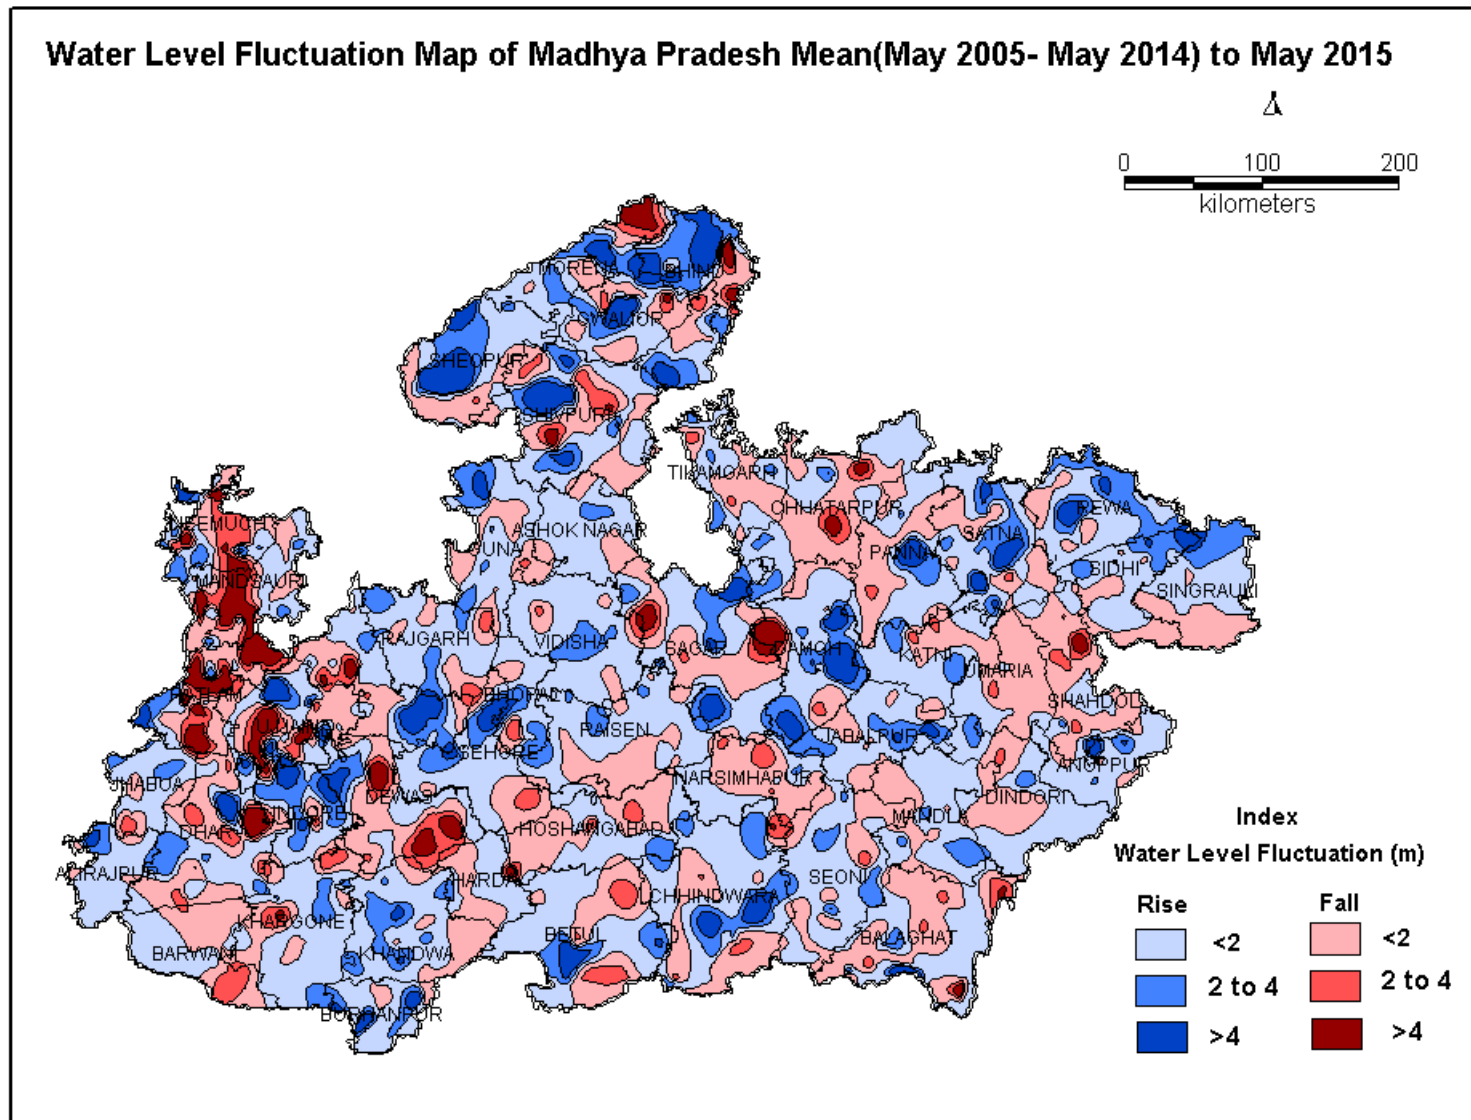 Water Level Fluctuation Map of Madhya Pradesh Mean(May 2005- May 2014) to May 2015
0 100 200
kilometers
MORENA
BHIND
GWALIOR
SHEOPUR
SHIVPURI
TIKAMGARH
CHHATARPUR
REWA
NEEMUCH
ASHOK NAGAR
SATNA
GUNA
PANNA
SIDHI
MANDSAUR
SINGRAULI
RAJGARH
VIDISHA
SAGAR
DAMOH
KATNI
UMARIA
RATLAM
BHOPAL
SHAHDOL
RAISEN
JABALPUR
SEHORE
ANUPPUR
JHABUA
NARSIMHAPUR
DEWAS
DINDORI
INDORE
MANDLA
DHAR
HOSHANGABAD
ALIRAJPUR
HARDA
SEONI
CHHINDWARA
KHARGONE
BETUL
BALAGHAT
BARWANI
KHANDWA
BURHANPUR
Index
Water Level Fluctuation (m)
Rise Fall
<2 <2
2 to 4 2 to 4
>4 >4